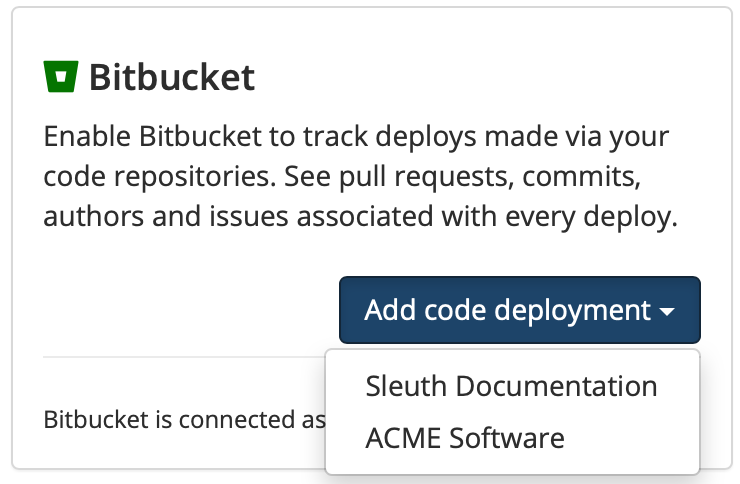 Bitbucket
Enable Bitbucket to track deploys made via your
code repositories. See pull requests, commits,
authors and issues associated with every deploy.
Add code deployment
Sleuth Documentation
Bitbucket is connected as
ACME Software